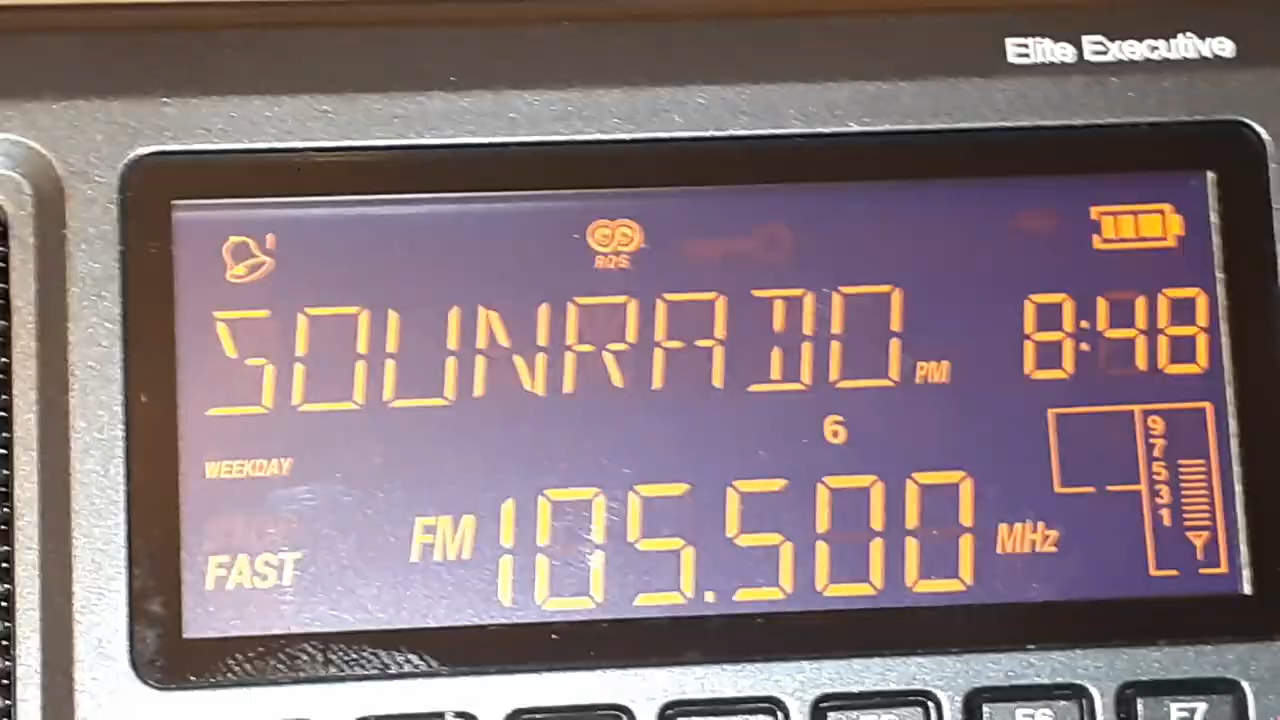 Elite Executive
RDS
SOUNRADO PM 8:48
6
WEEKDAY
9
7
5
3
1
FAST
FM 105.500 MHz
F7